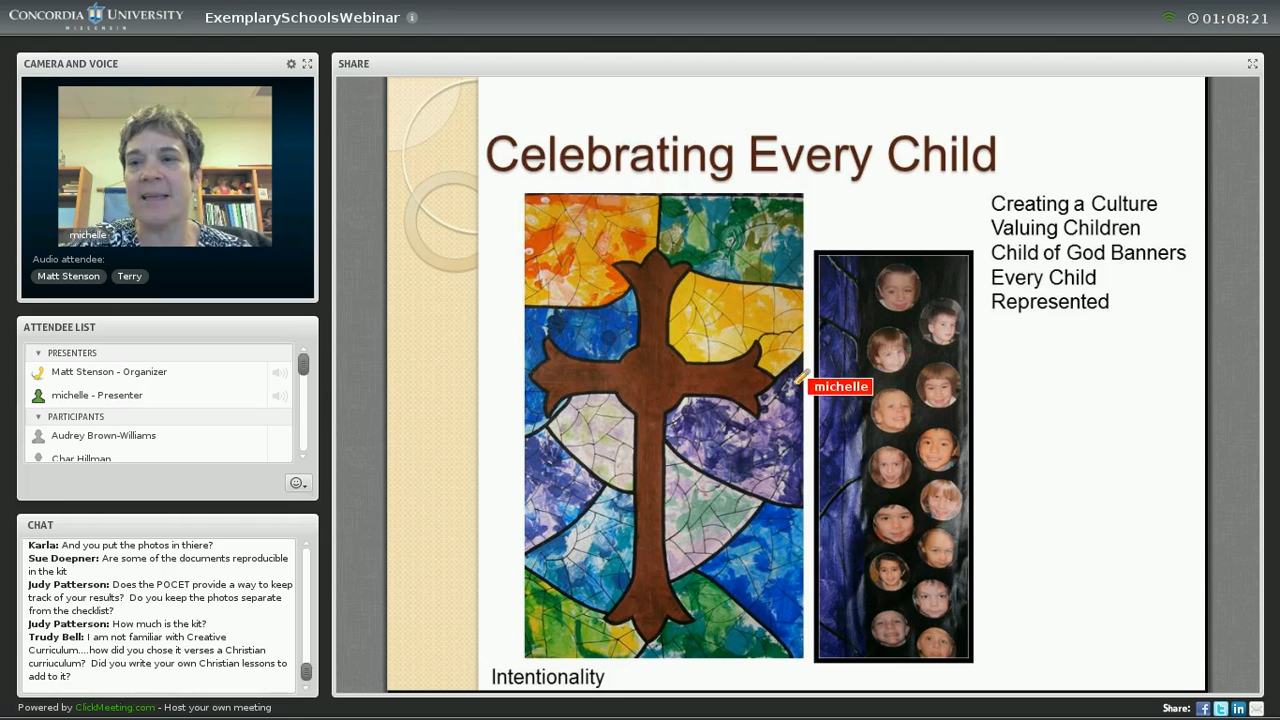 CONCORDIA UNIVERSITY
WISCONSIN
ExemplarySchoolsWebinar
01:08:21
CAMERA AND VOICE
michelle
Audio attendee:
Matt Stenson
Terry
ATTENDEE LIST
PRESENTERS
Matt Stenson - Organizer
michelle - Presenter
PARTICIPANTS
Audrey Brown-Williams
Char Hillman
CHAT
Karla: And you put the photos in thiere?
Sue Doepner: Are some of the documents reproducible
in the kit
Judy Patterson: Does the POCET provide a way to keep
track of your results? Do you keep the photos separate
from the checklist?
Judy Patterson: How much is the kit?
Trudy Bell: I am not familiar with Creative
Curriculum....how did you chose it verses a Christian
curriuculum? Did you write your own Christian lessons to
add to it?
SHARE
Celebrating Every Child
Creating a Culture
Valuing Children
Child of God Banners
Every Child
Represented
michelle
Intentionality
Powered by ClickMeeting.com - Host your own meeting
Share: